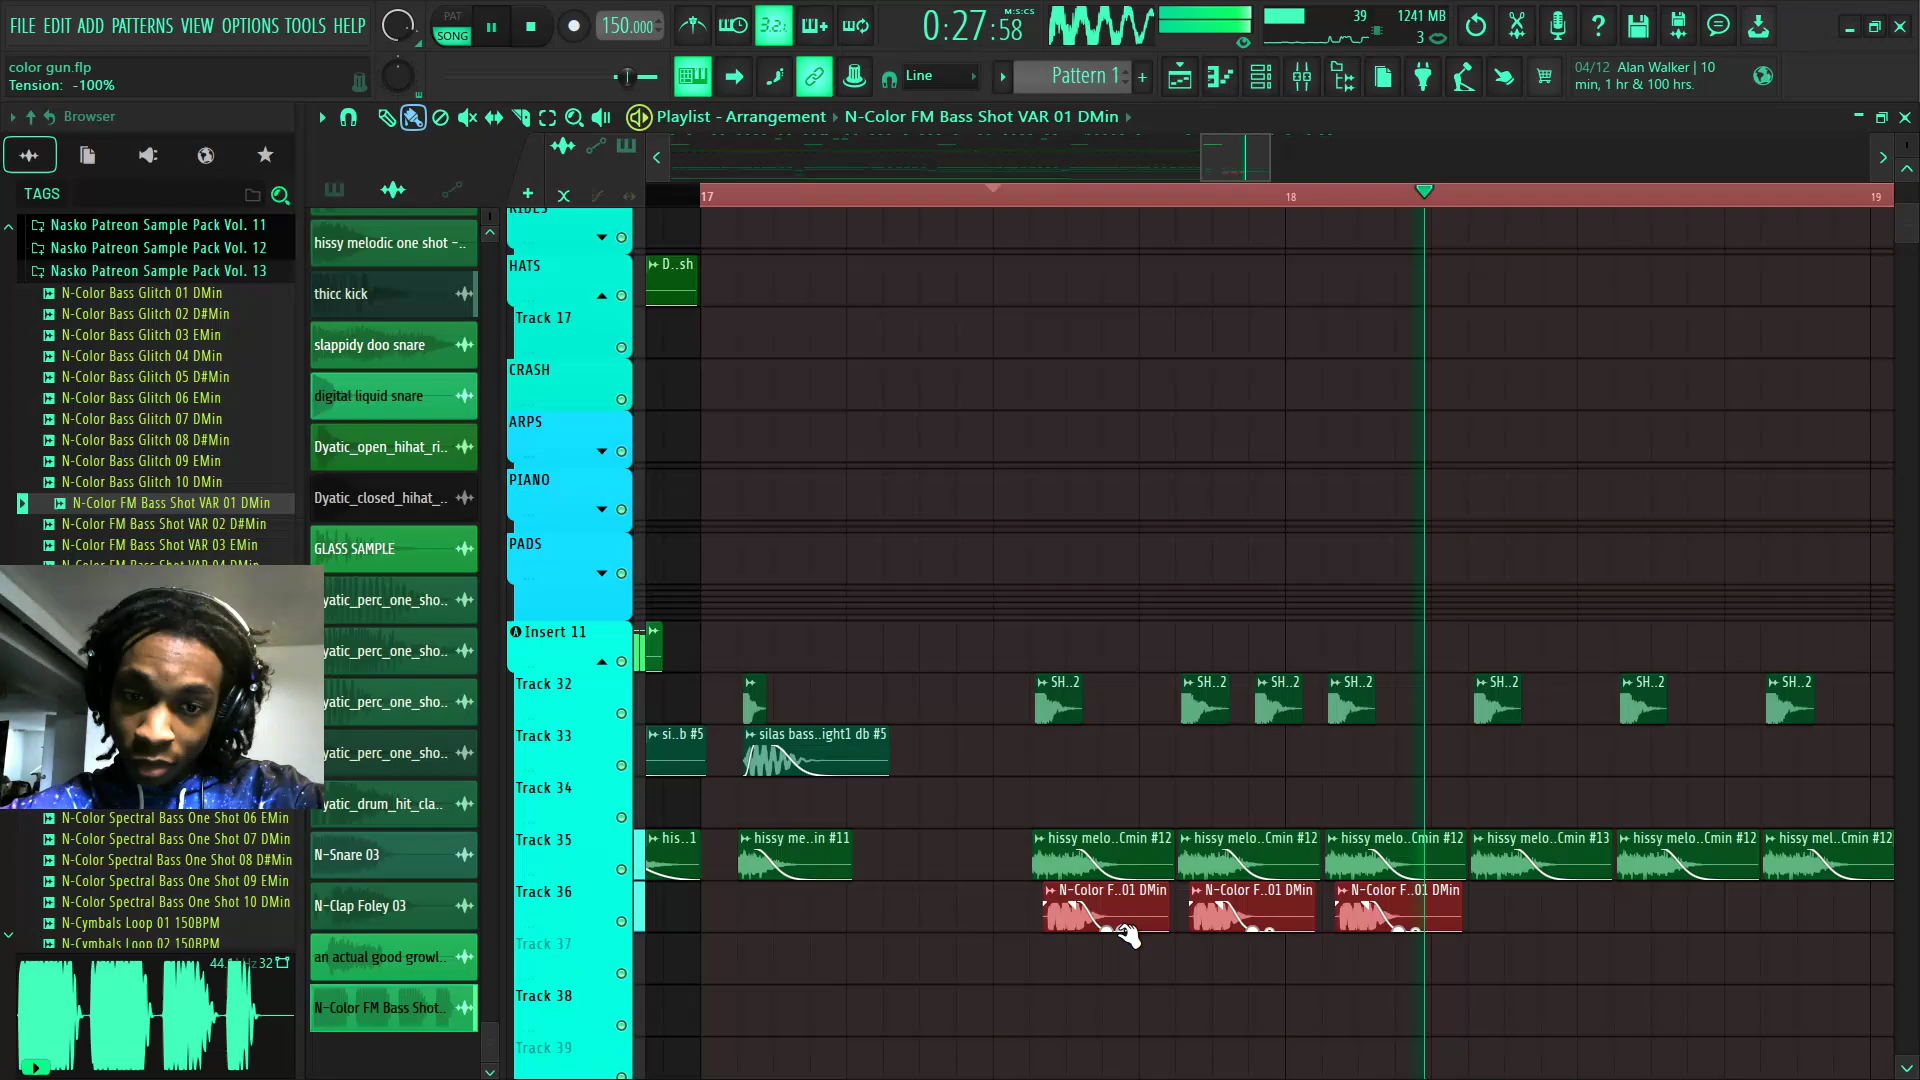 FILE EDIT ADD PATTERNS VIEW OPTIONS TOOLS HELP
PAT
SONG
150.000
3.2.
0:27:58
M:S:CS
39
1241 MB
3
color gun.flp
Tension: -100%
Line
Pattern 1
04/12 Alan Walker | 10
min, 1 hr & 100 hrs.
Browser
Playlist - Arrangement
N-Color FM Bass Shot VAR 01 DMin
TAGS
17
18
19
Nasko Patreon Sample Pack Vol. 11
Nasko Patreon Sample Pack Vol. 12
Nasko Patreon Sample Pack Vol. 13
N-Color Bass Glitch 01 DMin
N-Color Bass Glitch 02 D#Min
N-Color Bass Glitch 03 EMin
N-Color Bass Glitch 04 DMin
N-Color Bass Glitch 05 D#Min
N-Color Bass Glitch 06 EMin
N-Color Bass Glitch 07 DMin
N-Color Bass Glitch 08 D#Min
N-Color Bass Glitch 09 EMin
N-Color Bass Glitch 10 DMin
N-Color FM Bass Shot VAR 01 DMin
N-Color FM Bass Shot VAR 02 D#Min
N-Color FM Bass Shot VAR 03 EMin
N-Color FM Bass Shot VAR 04 DMin
N-Color Spectral Bass One Shot 06 EMin
N-Color Spectral Bass One Shot 07 DMin
N-Color Spectral Bass One Shot 08 D#Min
N-Color Spectral Bass One Shot 09 EMin
N-Color Spectral Bass One Shot 10 DMin
N-Cymbals Loop 01 150BPM
N-Cymbals Loop 02 150BPM
hissy melodic one shot -..
thicc kick
slappidy doo snare
digital liquid snare
Dyatic_open_hihat_ri..
Dyatic_closed_hihat_..
GLASS SAMPLE
yatic_perc_one_sho..
yatic_perc_one_sho..
yatic_perc_one_sho..
yatic_perc_one_sho..
yatic_drum_hit_cla..
N-Snare 03
N-Clap Foley 03
an actual good growl..
N-Color FM Bass Shot..
RIDES
HATS
D..sh
Track 17
CRASH
ARPS
PIANO
PADS
Insert 11
Track 32
SH..2
SH..2
SH..2
SH..2
SH..2
SH..2
SH..2
Track 33
si..b #5
silas bass..ight1 db #5
Track 34
Track 35
his..1
hissy me..in #11
hissy melo..Cmin #12
hissy melo..Cmin #12
hissy melo..Cmin #12
hissy melo..Cmin #13
hissy melo..Cmin #12
hissy mel..Cmin #12
Track 36
N-Color F..01 DMin
N-Color F..01 DMin
N-Color F..01 DMin
Track 37
Track 38
Track 39